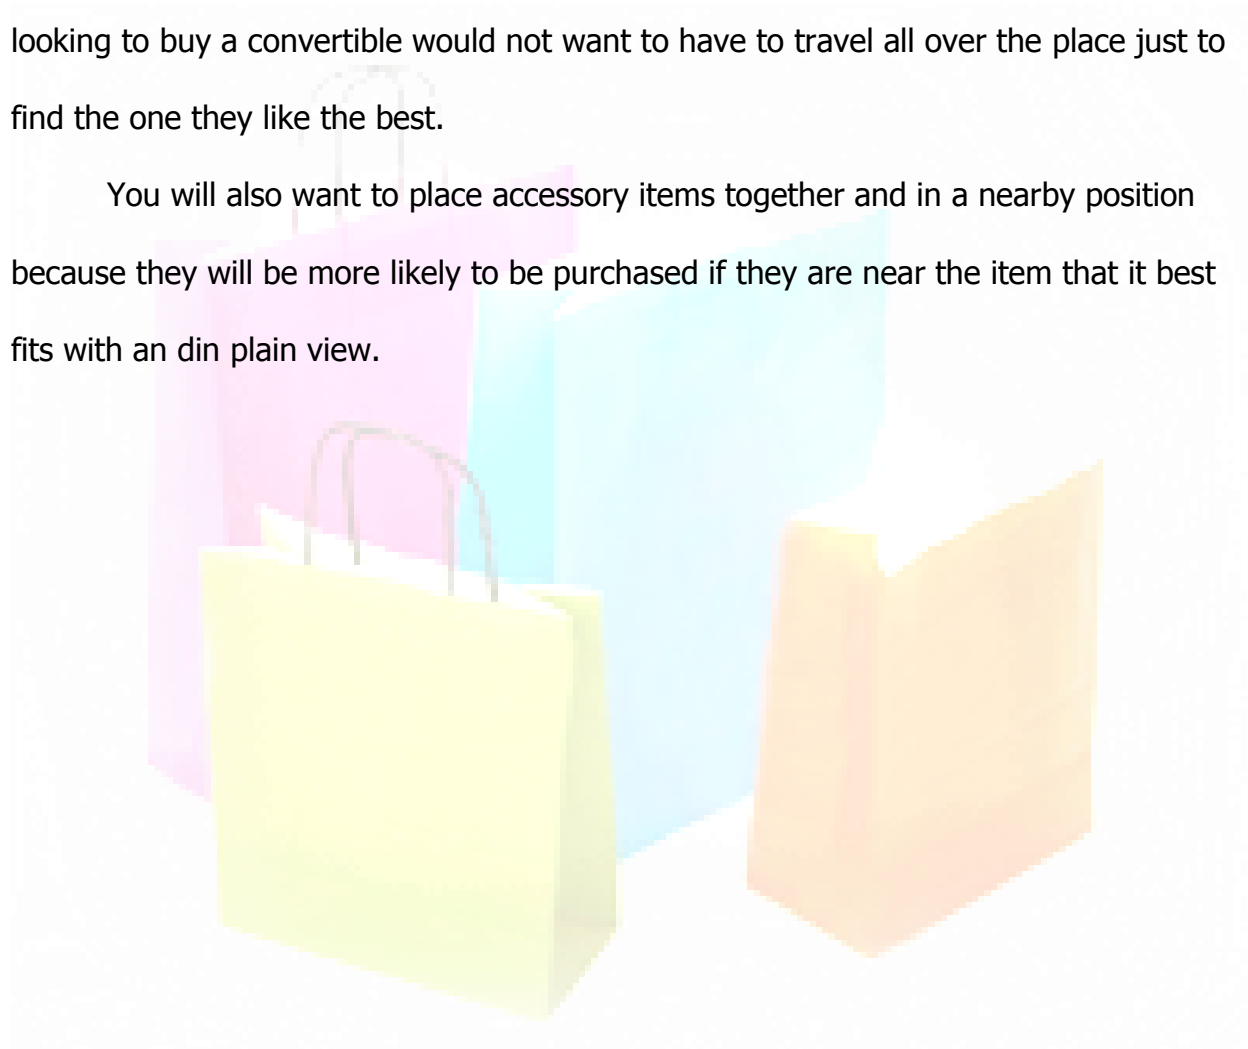 looking to buy a convertible would not want to have to travel all over the place just to
find the one they like the best.
You will also want to place accessory items together and in a nearby position
because they will be more likely to be purchased if they are near the item that it best
fits with an din plain view.